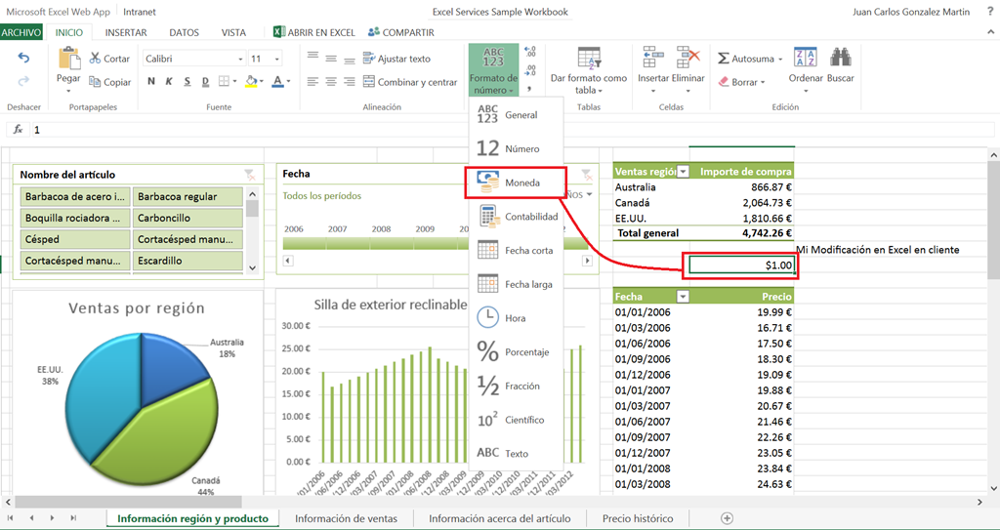 Microsoft Excel Web App Intranet
Excel Services Sample Workbook
Juan Carlos Gonzalez Martin ?
ARCHIVO INICIO INSERTAR DATOS VISTA ABRIR EN EXCEL COMPARTIR
Deshacer
Pegar
Cortar
Copiar
Portapapeles
Calibri 11
N K S D
Fuente
Ajustar texto
Combinar y centrar
Alineación
ABC
123
Formato de
número
Dar formato como
tabla
Tablas
Insertar Eliminar
Celdas
Autosuma
Borrar
Ordenar Buscar
Edición
fx 1
ABC
123 General
12 Número
Moneda
Contabilidad
Fecha corta
Fecha larga
Hora
% Porcentaje
1/2 Fracción
10² Científico
ABC Texto
Nombre del artículo
Barbacoa de acero i... Barbacoa regular
Boquilla rociadora ... Carboncillo
Césped Cortacésped manu...
Cortacésped manu... Escardillo
Fecha
Todos los períodos
2006 2007 2008 2009
Ventas Importe de compra
Australia 866.87 €
Canadá 2,064.73 €
EE.UU. 1,810.66 €
Total general 4,742.26 €
Mi Modificación en Excel en cliente
$1.00
Ventas por región
Australia
18%
EE.UU.
38%
Canadá
44%
Silla de exterior reclinable
30.00 €
25.00 €
20.00 €
15.00 €
10.00 €
5.00 €
0.00 €
Fecha Precio
01/01/2006 19.99 €
01/03/2006 16.71 €
01/06/2006 17.50 €
01/09/2006 18.30 €
01/12/2006 19.09 €
01/01/2007 19.88 €
01/03/2007 20.67 €
01/06/2007 21.46 €
01/09/2007 22.26 €
01/12/2007 23.05 €
01/01/2008 23.84 €
01/03/2008 24.63 €
Información región y producto Información de ventas Información acerca del artículo Precio histórico